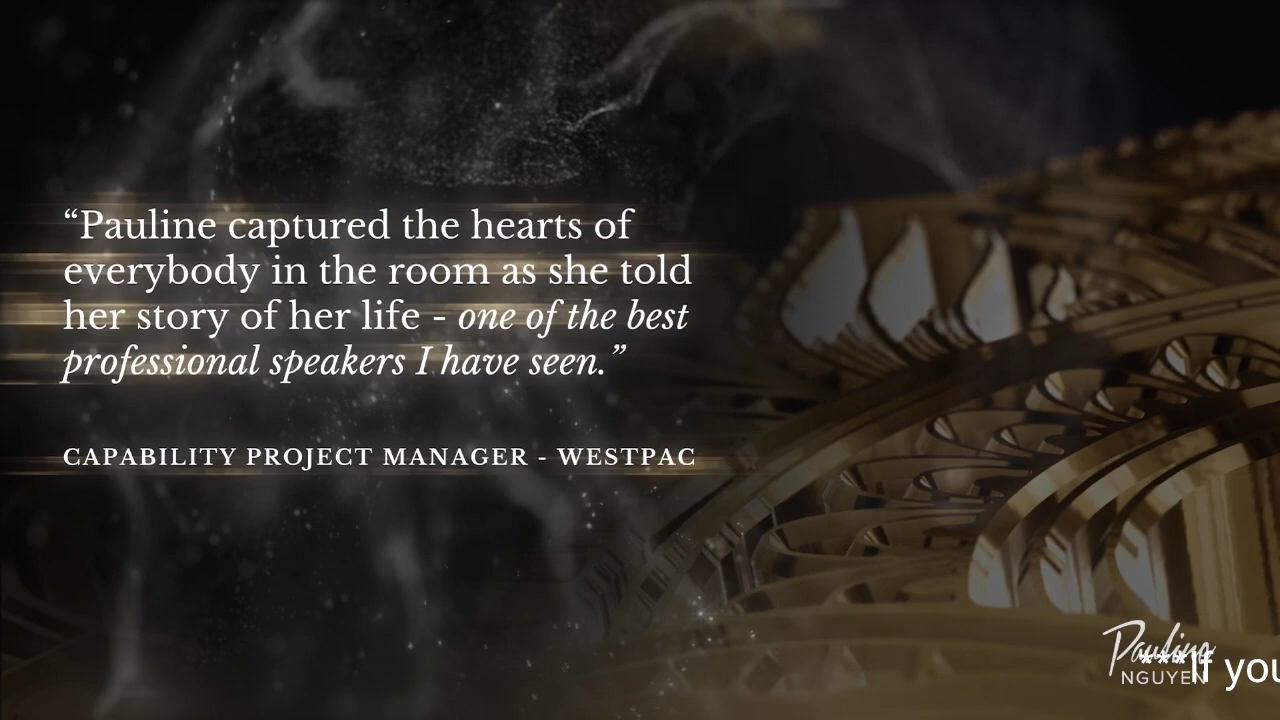 “Pauline captured the hearts of
everybody in the room as she told
her story of her life - one of the best
professional speakers I have seen.”
CAPABILITY PROJECT MANAGER - WESTPAC
Pauline
NGUYEN
***If you